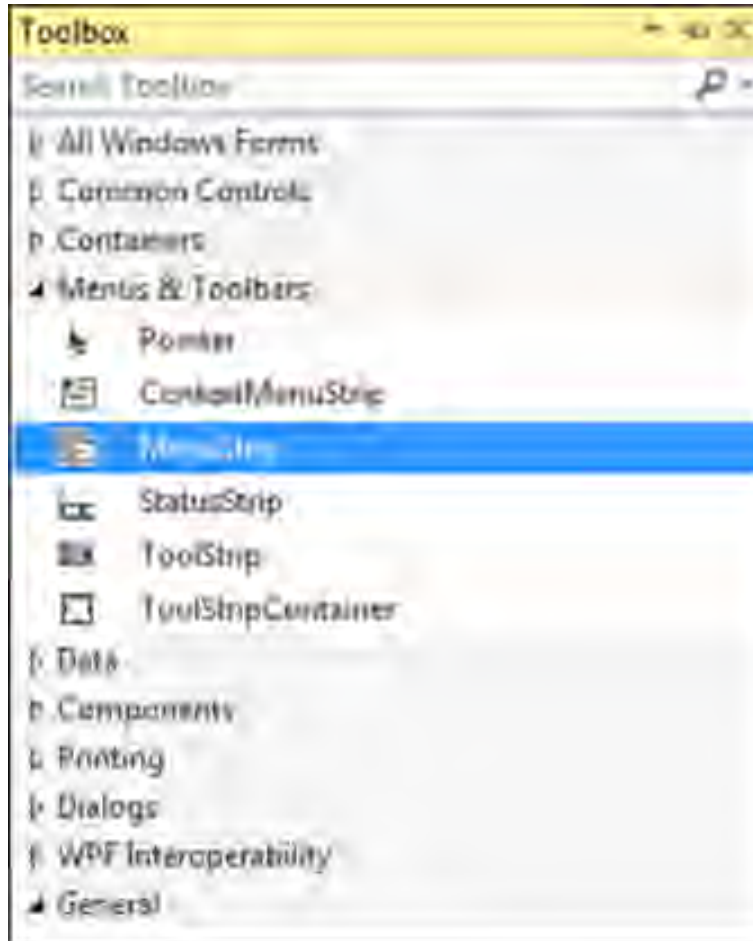 Toolbox
Search Toolbox
All Windows Forms
Common Controls
Containers
Menus & Toolbars
Pointer
ContextMenuStrip
MenuStrip
StatusStrip
ToolStrip
ToolStripContainer
Data
Components
Printing
Dialogs
WPF Interoperability
General